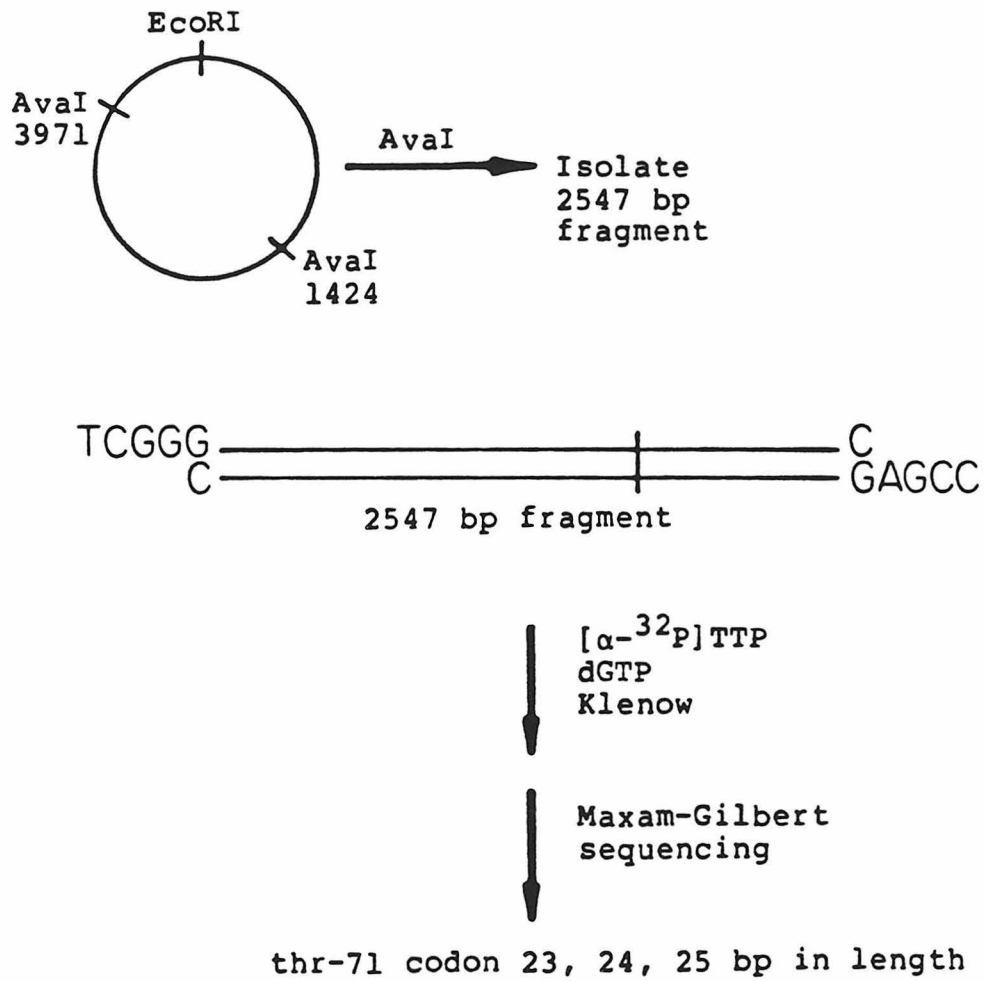 EcoRI
AvaI
3971
AvaI
Isolate
2547 bp
fragment
AvaI
1424
TCGGG
C
C
GAGCC
2547 bp fragment
[α-³²P]TTP
dGTP
Klenow
Maxam-Gilbert
sequencing
thr-71 codon 23, 24, 25 bp in length